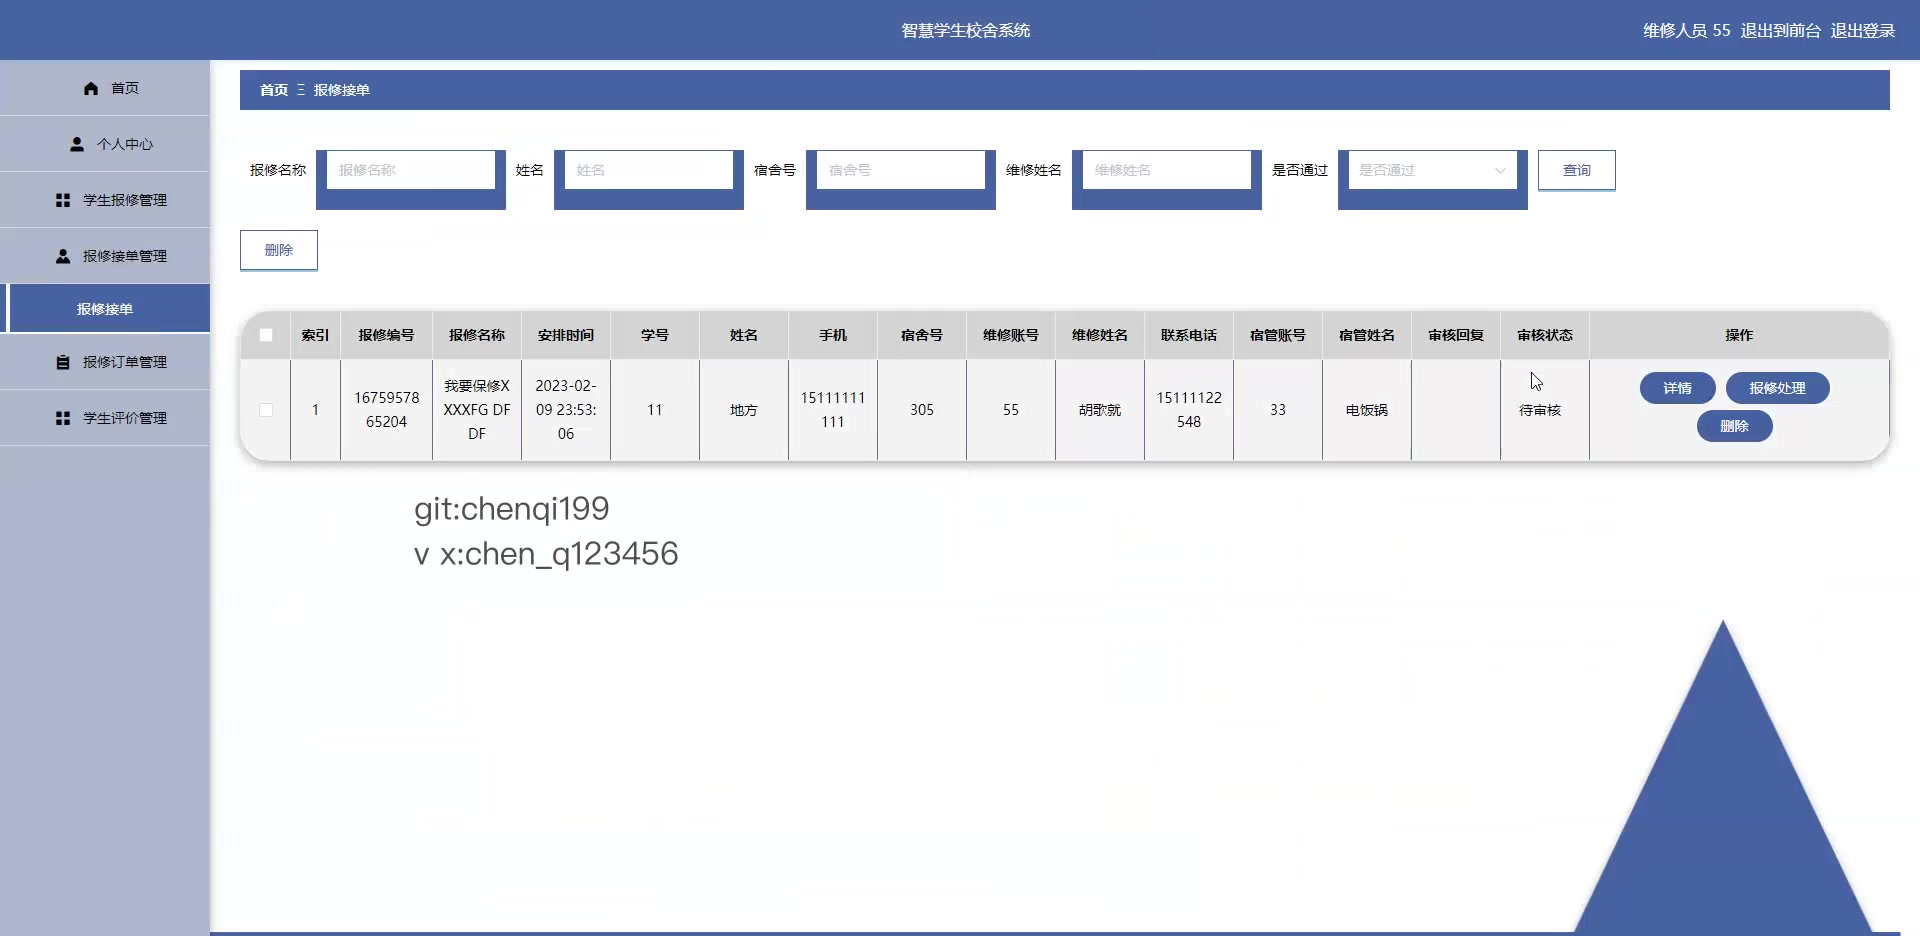 智慧学生校舍系统
维修人员 55 退出到前台 退出登录
首页
个人中心
学生报修管理
报修接单管理
报修接单
报修订单管理
学生评价管理
首页 Ξ 报修接单
报修名称 报修名称 姓名 姓名 宿舍号 宿舍号 维修姓名 维修姓名 是否通过 是否通过 查询
删除
索引 报修编号 报修名称 安排时间 学号 姓名 手机 宿舍号 维修账号 维修姓名 联系电话 宿管账号 宿管姓名 审核回复 审核状态 操作
1
16759578
65204
我要保修X
XXXFG DF
DF
2023-02-
09 23:53:
06
11
地方
15111111
111
305
55
胡歌就
15111122
548
33
电饭锅
待审核
详情 报修处理
删除
git:chenqi199
v x:chen_q123456